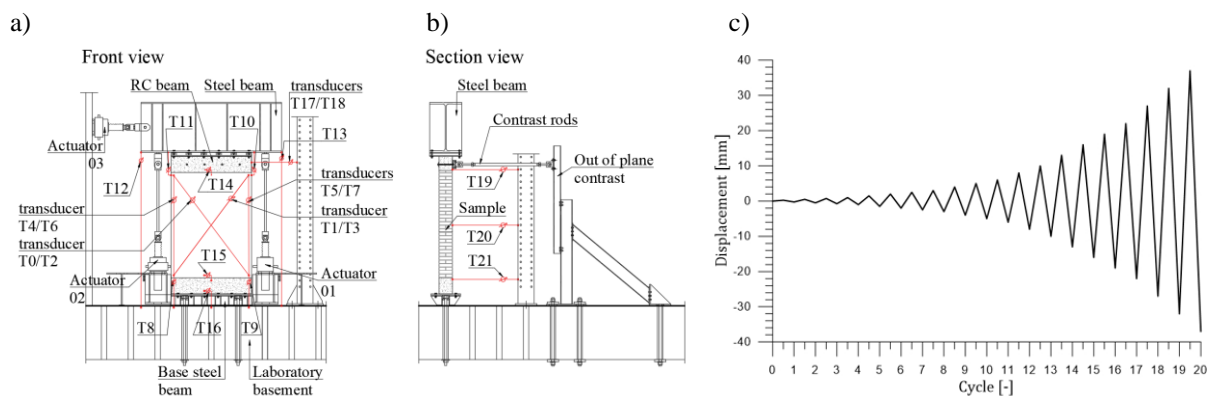 a)
b)
c)
Front view
RC beam
Steel beam
transducers
T17/T18
T11
T10
T13
Actuator
03
T12
T14
transducers
T5/T7
transducer
T4/T6
transducer
T1/T3
transducer
T0/T2
T15
Actuator
02
Actuator
01
T8
T16
T9
Base steel
beam
Laboratory
basement
Section view
Steel beam
Contrast rods
Out of plane
contrast
T19
Sample
T20
T21
Displacement [mm]
40
30
20
10
0
-10
-20
-30
-40
0 1 2 3 4 5 6 7 8 9 10 11 12 13 14 15 16 17 18 19 20
Cycle [-]